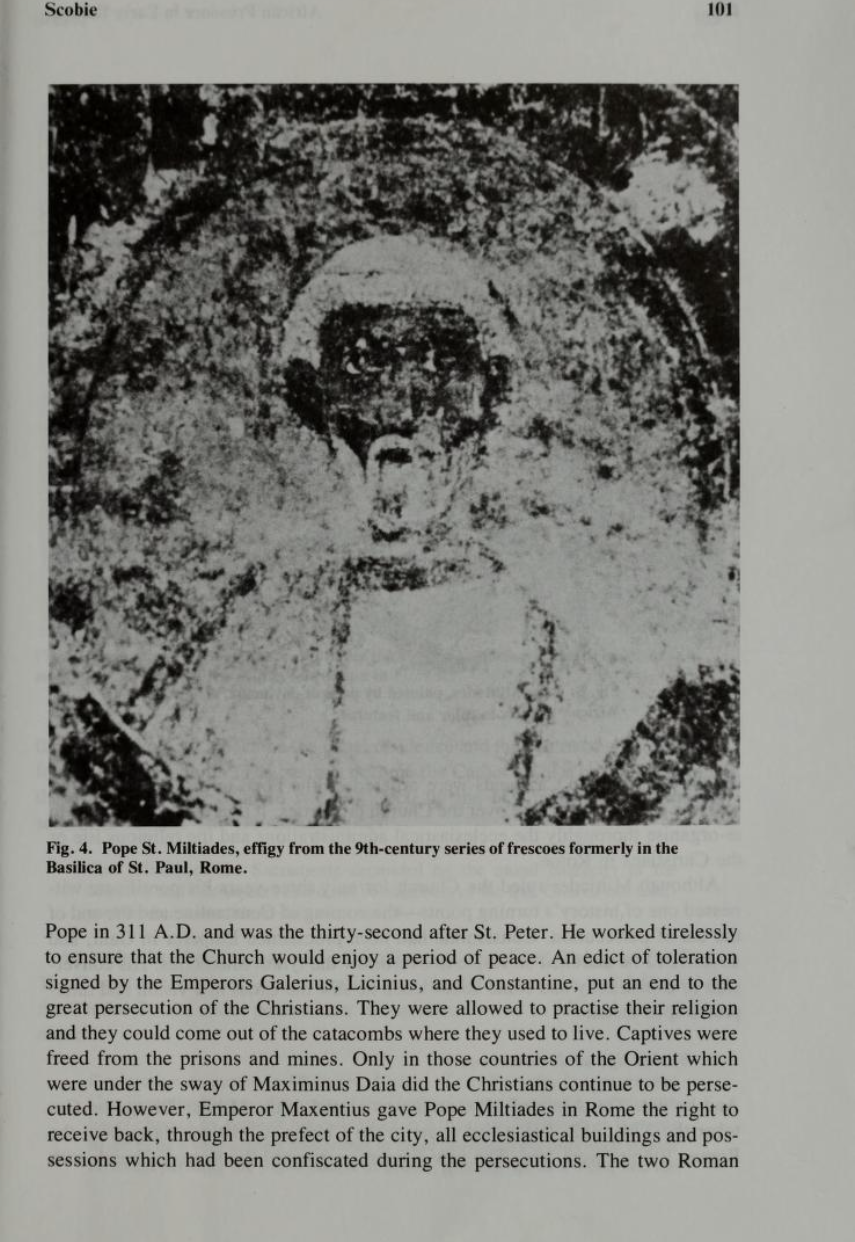 Scobie 101
Fig. 4. Pope St. Miltiades, effigy from the 9th-century series of frescoes formerly in the
Basilica of St. Paul, Rome.
Pope in 311 A.D. and was the thirty-second after St. Peter. He worked tirelessly
to ensure that the Church would enjoy a period of peace. An edict of toleration
signed by the Emperors Galerius, Licinius, and Constantine, put an end to the
great persecution of the Christians. They were allowed to practise their religion
and they could come out of the catacombs where they used to live. Captives were
freed from the prisons and mines. Only in those countries of the Orient which
were under the sway of Maximinus Daia did the Christians continue to be perse-
cuted. However, Emperor Maxentius gave Pope Miltiades in Rome the right to
receive back, through the prefect of the city, all ecclesiastical buildings and pos-
sessions which had been confiscated during the persecutions. The two Roman